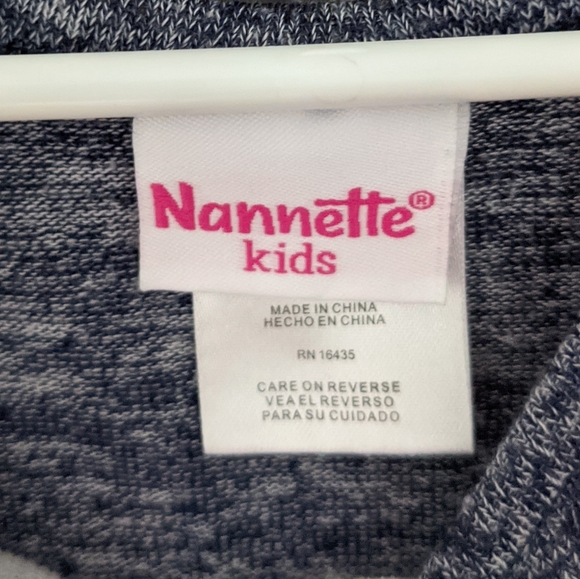 Nannette®
kids
MADE IN CHINA
HECHO EN CHINA
RN 16435
CARE ON REVERSE
VEA EL REVERSO
PARA SU CUIDADO